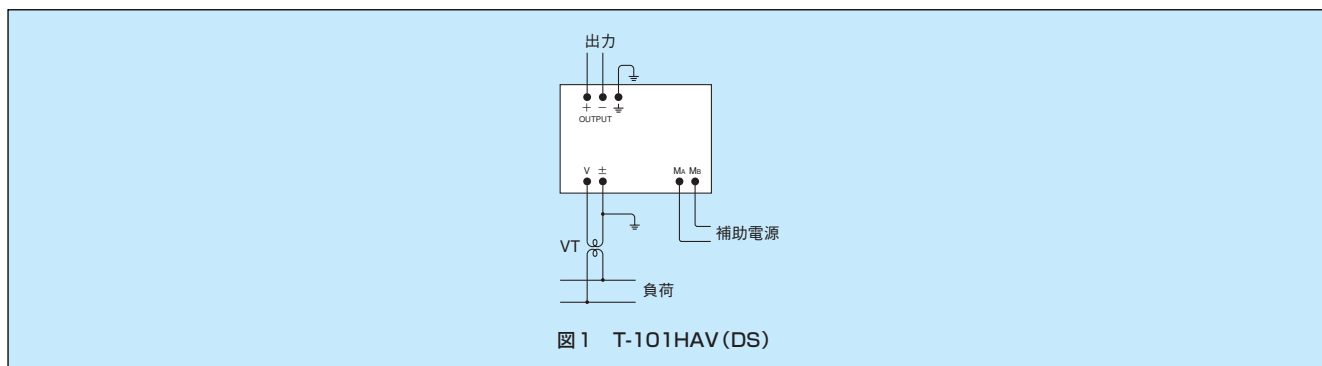 出力
+ −
OUTPUT
V ±
MA MB
補助電源
VT
負荷
図1 T-101HAV(DS)